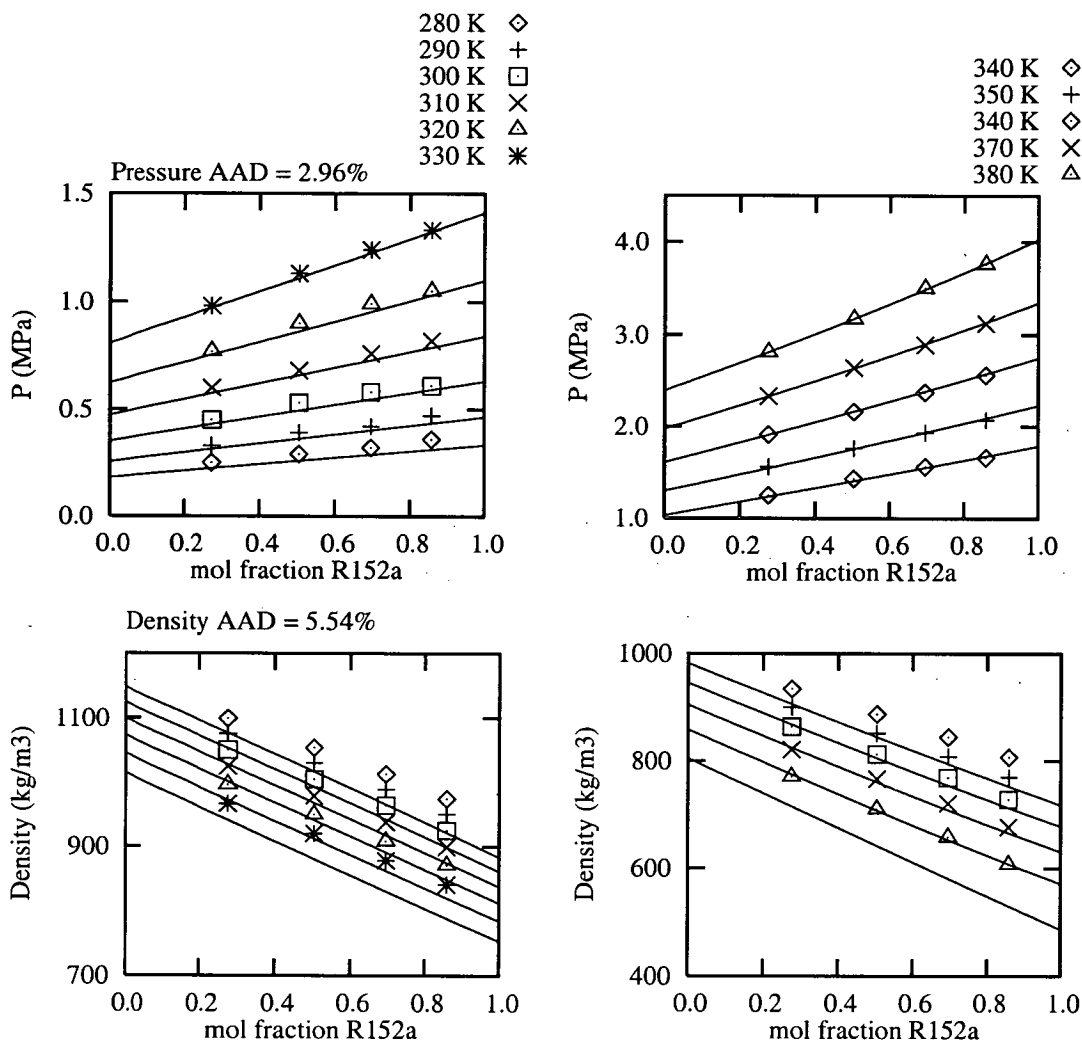 280 K
290 K
300 K
310 K
320 K
330 K
340 K
350 K
340 K
370 K
380 K
Pressure AAD = 2.96%
1.5
1.0
0.5
0.0
P (MPa)
0.0 0.2 0.4 0.6 0.8 1.0
mol fraction R152a
4.0
3.0
2.0
1.0
P (MPa)
0.0 0.2 0.4 0.6 0.8 1.0
mol fraction R152a
Density AAD = 5.54%
1100
900
700
Density (kg/m3)
0.0 0.2 0.4 0.6 0.8 1.0
mol fraction R152a
1000
800
600
400
Density (kg/m3)
0.0 0.2 0.4 0.6 0.8 1.0
mol fraction R152a